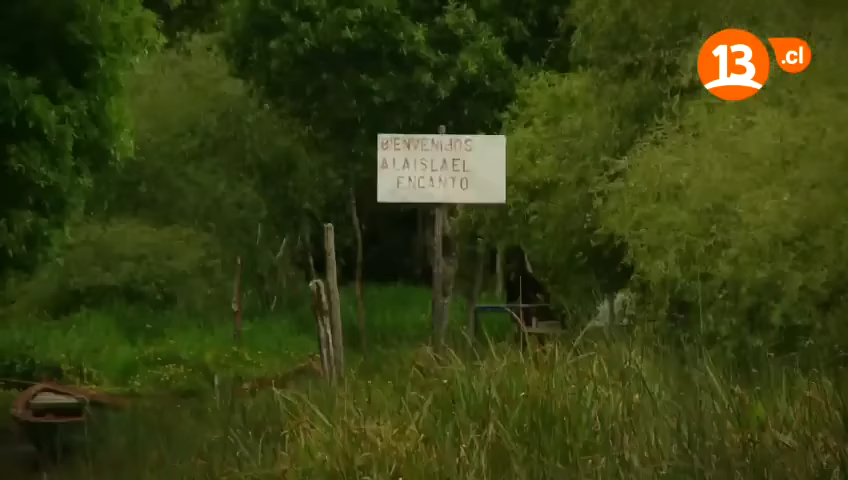 13 .cl
BIENVENIDOS
A LA ISLA EL
ENCANTO